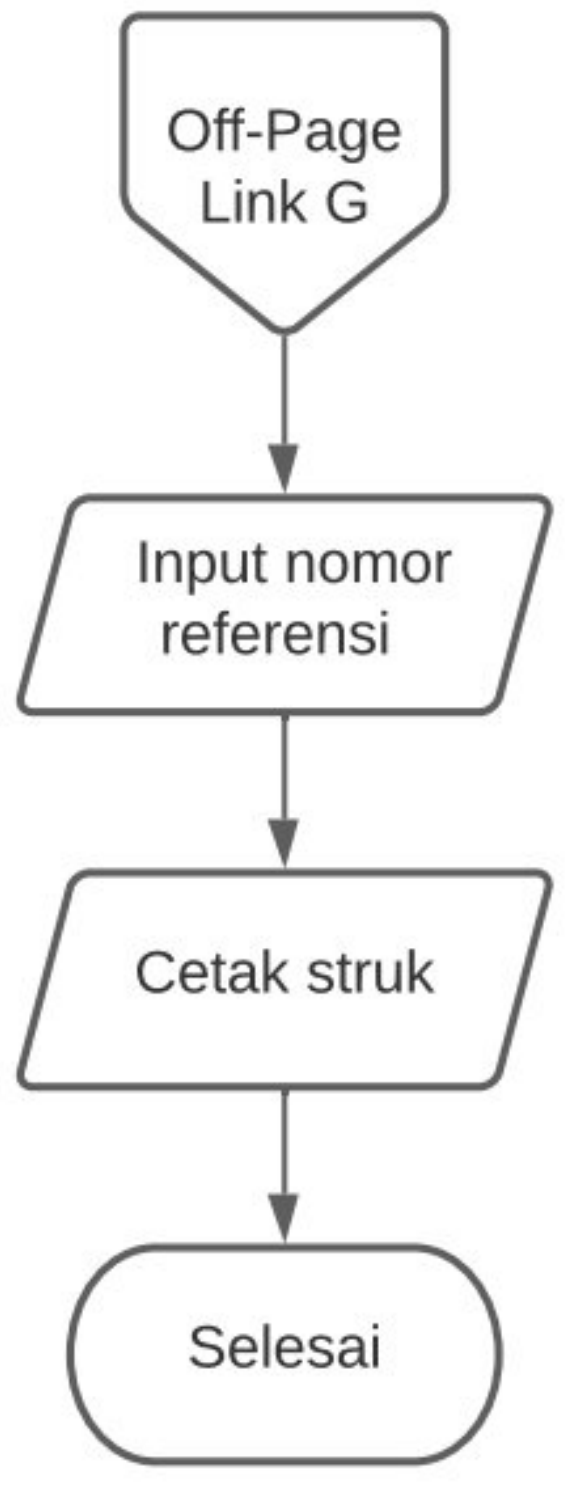 Off-Page
Link G
Input nomor
referensi
Cetak struk
Selesai